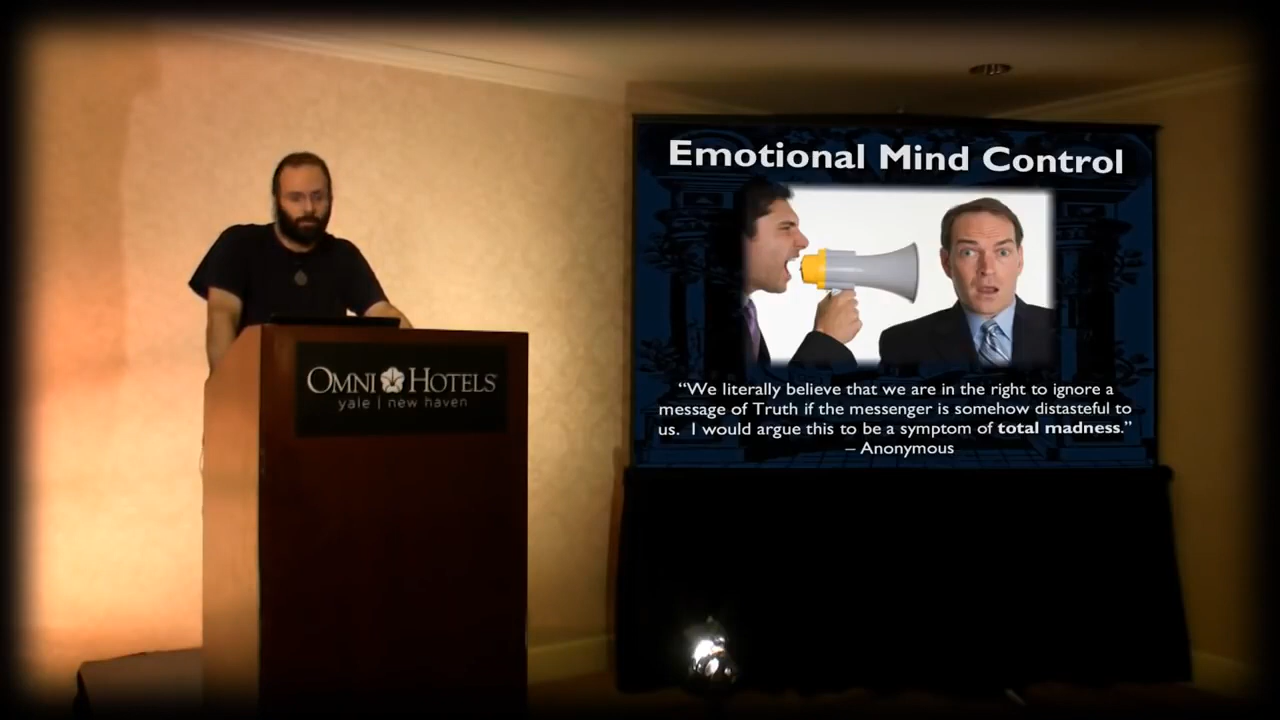 Emotional Mind Control
OMNI HOTELS
yale | new haven
“We literally believe that we are in the right to ignore a
message of Truth if the messenger is somehow distasteful to
us.  I would argue this to be a symptom of total madness.”
– Anonymous